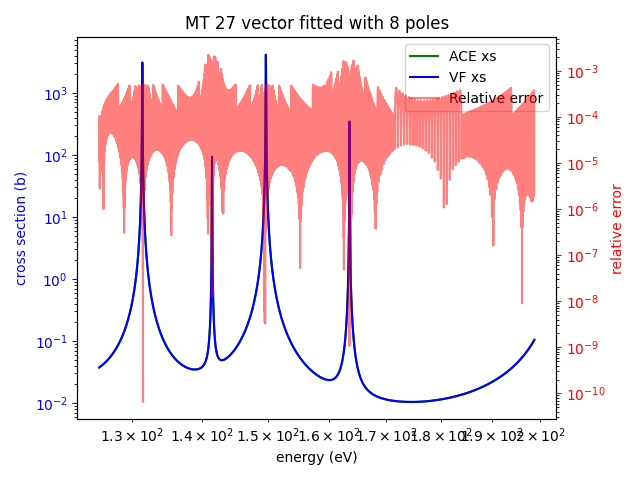 MT 27 vector fitted with 8 poles
ACE xs
VF xs
Relative error
cross section (b)
10³
10²
10¹
10⁰
10⁻¹
10⁻²
10⁻³
10⁻⁴
10⁻⁵
10⁻⁶
10⁻⁷
10⁻⁸
10⁻⁹
10⁻¹⁰
relative error
1.3 × 10² 1.4 × 10² 1.5 × 10² 1.6 × 10² 1.7 × 10² 1.8 × 10² 1.9 × 10² 2 × 10²
energy (eV)